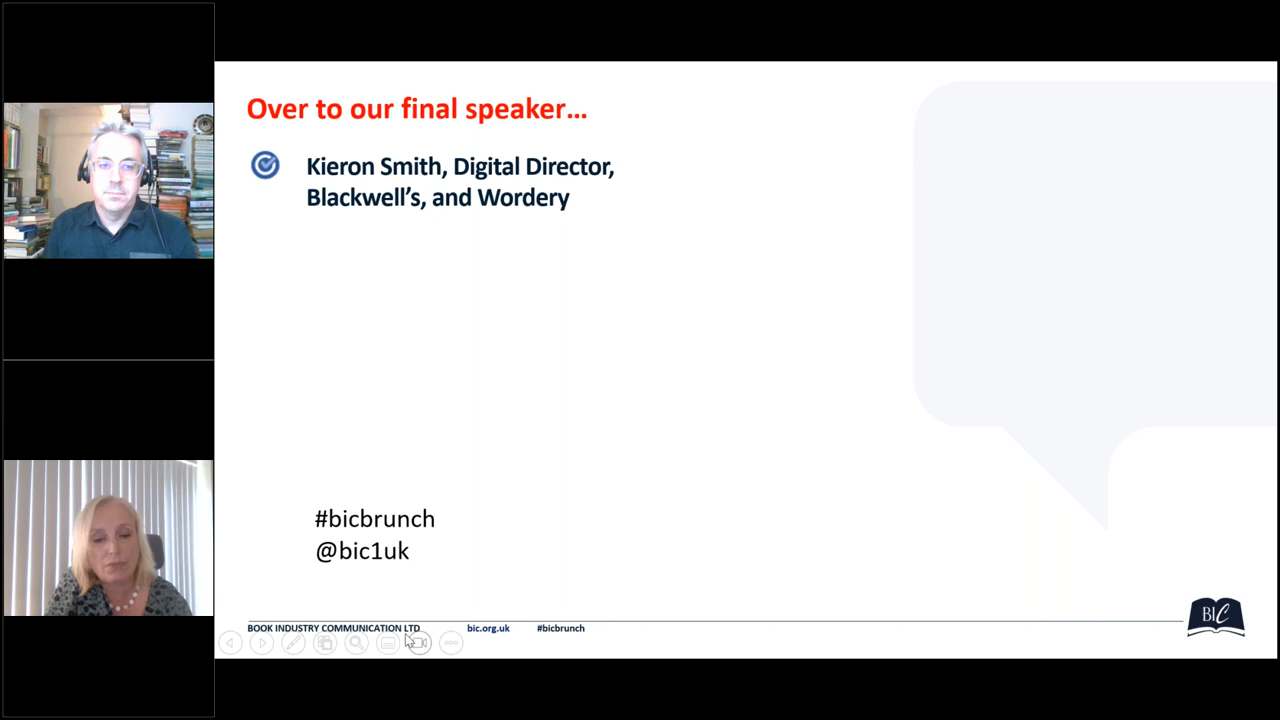 Over to our final speaker...
Kieron Smith, Digital Director,
Blackwell's, and Wordery
#bicbrunch
@bic1uk
BOOK INDUSTRY COMMUNICATION LTD bic.org.uk #bicbrunch
BIC